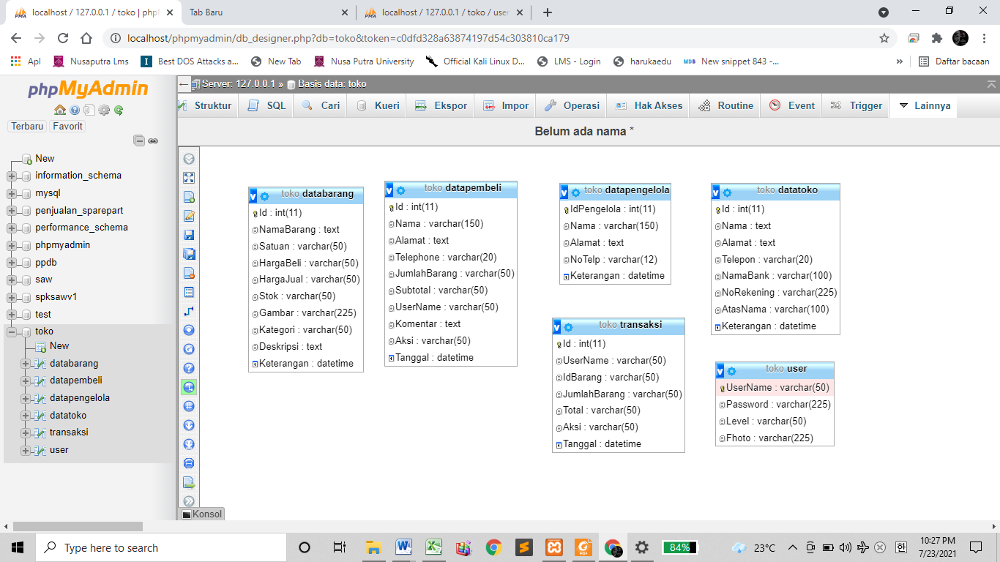 localhost / 127.0.0.1 / toko | phpM
Tab Baru
localhost / 127.0.0.1 / toko / user
localhost/phpmyadmin/db_designer.php?db=toko&token=c0dfd328a63874197d54c303810ca179
Apl
Nusaputra Lms
Best DOS Attacks a...
New Tab
Nusa Putra University
Official Kali Linux D...
LMS - Login
harukaedu
New snippet 843 -...
»
Daftar bacaan
phpMyAdmin
Terbaru
Favorit
New
information_schema
mysql
penjualan_sparepart
performance_schema
phpmyadmin
ppdb
saw
spksawv1
test
toko
New
databarang
datapembeli
datapengelola
datatoko
transaksi
user
Server: 127.0.0.1 » Basis data: toko
Struktur
SQL
Cari
Kueri
Ekspor
Impor
Operasi
Hak Akses
Routine
Event
Trigger
Lainnya
Belum ada nama *
toko databarang
Id : int(11)
NamaBarang : text
Satuan : varchar(50)
HargaBeli : varchar(50)
HargaJual : varchar(50)
Stok : varchar(50)
Gambar : varchar(225)
Kategori : varchar(50)
Deskripsi : text
Keterangan : datetime
toko datapembeli
Id : int(11)
Nama : varchar(150)
Alamat : text
Telephone : varchar(20)
JumlahBarang : varchar(50)
Subtotal : varchar(50)
UserName : varchar(50)
Komentar : text
Aksi : varchar(50)
Tanggal : datetime
toko datapengelola
IdPengelola : int(11)
Nama : varchar(150)
Alamat : text
NoTelp : varchar(12)
Keterangan : datetime
toko datatoko
Id : int(11)
Nama : text
Alamat : text
Telepon : varchar(20)
NamaBank : varchar(100)
NoRekening : varchar(225)
AtasNama : varchar(100)
Keterangan : datetime
toko transaksi
Id : int(11)
UserName : varchar(50)
IdBarang : varchar(50)
JumlahBarang : varchar(50)
Total : varchar(50)
Aksi : varchar(50)
Tanggal : datetime
toko user
UserName : varchar(50)
Password : varchar(225)
Level : varchar(50)
Fhoto : varchar(225)
Konsol
Type here to search
84%
23°C
한
10:27 PM
7/23/2021